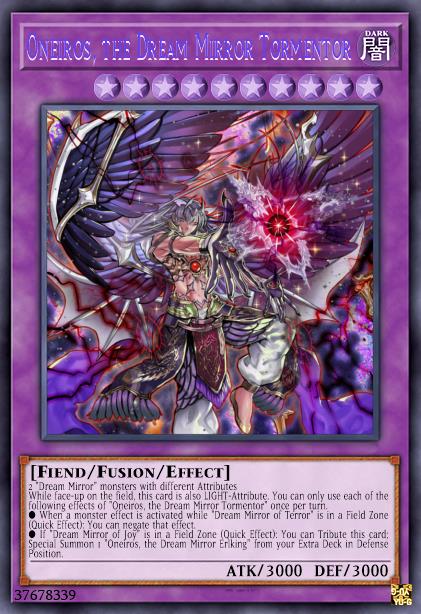 Oneiros, the Dream Mirror Tormentor
DARK
闇
[Fiend/Fusion/Effect]
2 "Dream Mirror" monsters with different Attributes
While face-up on the field, this card is also LIGHT-Attribute. You can only use each of the
following effects of "Oneiros, the Dream Mirror Tormentor" once per turn.
● When a monster effect is activated while "Dream Mirror of Terror" is in a Field Zone
(Quick Effect): You can negate that effect.
● If "Dream Mirror of Joy" is in a Field Zone (Quick Effect): You can Tribute this card;
Special Summon 1 "Oneiros, the Dream Mirror Erlking" from your Extra Deck in Defense
Position.
ATK/3000 DEF/3000
37678339